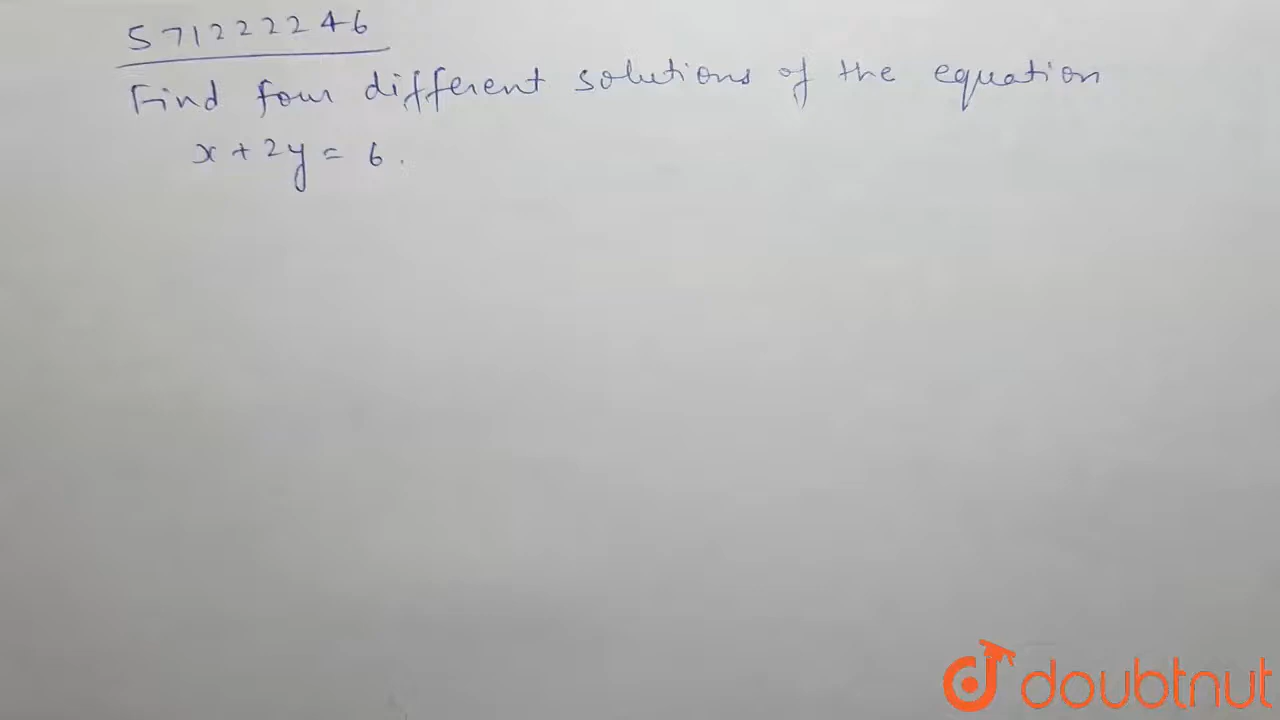 571222246
Find four different solutions of the equation
x + 2y = 6.
doubtnut